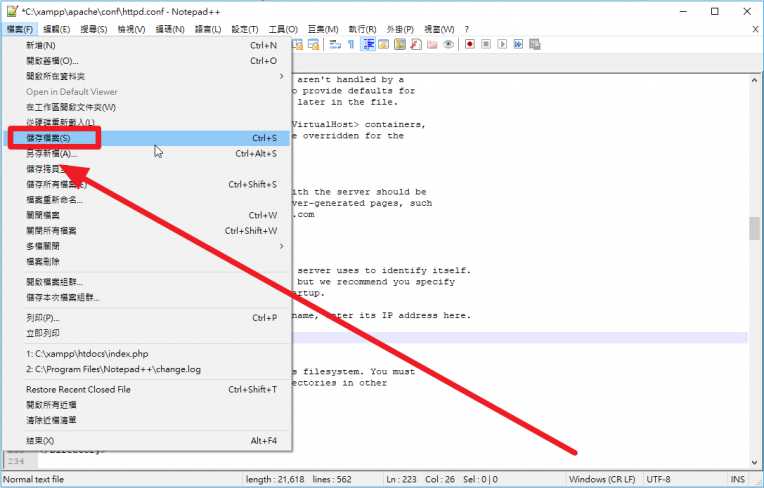 *C:\xampp\apache\conf\httpd.conf - Notepad++
檔案(F) 編輯(E) 搜尋(S) 檢視(V) 編碼(N) 語言(L) 設定(T) 工具(O) 巨集(M) 執行(R) 外掛(P) 視窗(W) ? X
新增(N) Ctrl+N
開啟舊檔(O)... Ctrl+O
開啟所在資料夾
Open in Default Viewer
在工作區開啟文件夾(W)
從硬碟重新載入(L)
儲存檔案(S) Ctrl+S
另存新檔(A)... Ctrl+Alt+S
儲存拷貝
儲存所有檔案(E) Ctrl+Shift+S
檔案重新命名...
關閉檔案 Ctrl+W
關閉所有檔案 Ctrl+Shift+W
多檔關閉
檔案刪除
開啟檔案組群...
儲存本次檔案組群...
列印(P)... Ctrl+P
立即列印
1: C:\xampp\htdocs\index.php
2: C:\Program Files\Notepad++\change.log
Restore Recent Closed File Ctrl+Shift+T
開啟所有近檔
清除近檔清單
結束(X) Alt+F4
aren't handled by a
o provide defaults for
later in the file.
VirtualHost> containers,
e overridden for the
ith the server should be
ver-generated pages, such
.com
server uses to identify itself.
but we recommend you specify
artup.
name, enter its IP address here.
s filesystem. You must
ectories in other
234
Normal text file length : 21,618 lines : 562 Ln : 223 Col : 26 Sel : 0 | 0 Windows (CR LF) UTF-8 INS